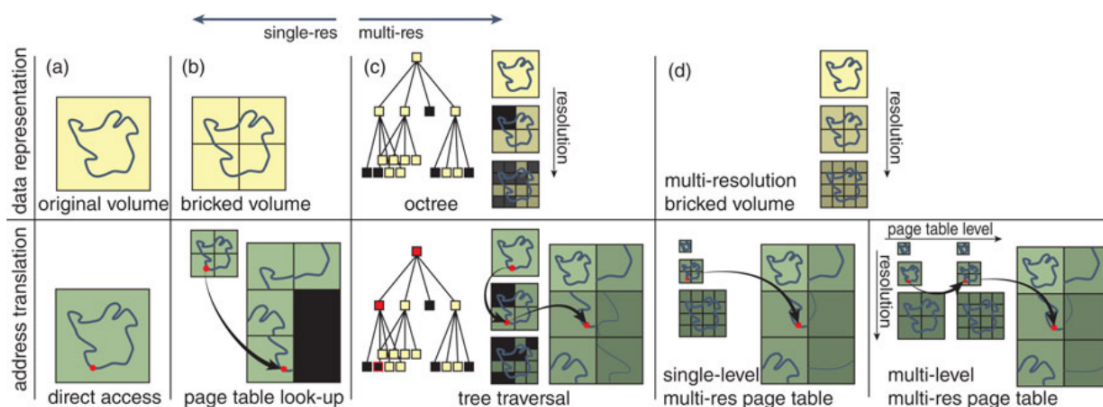 single-res multi-res
(a) (b) (c) (d)
data representation
resolution
resolution
original volume
bricked volume
octree
multi-resolution
bricked volume
address translation
page table level
resolution
direct access
page table look-up
tree traversal
single-level
multi-res page table
multi-level
multi-res page table